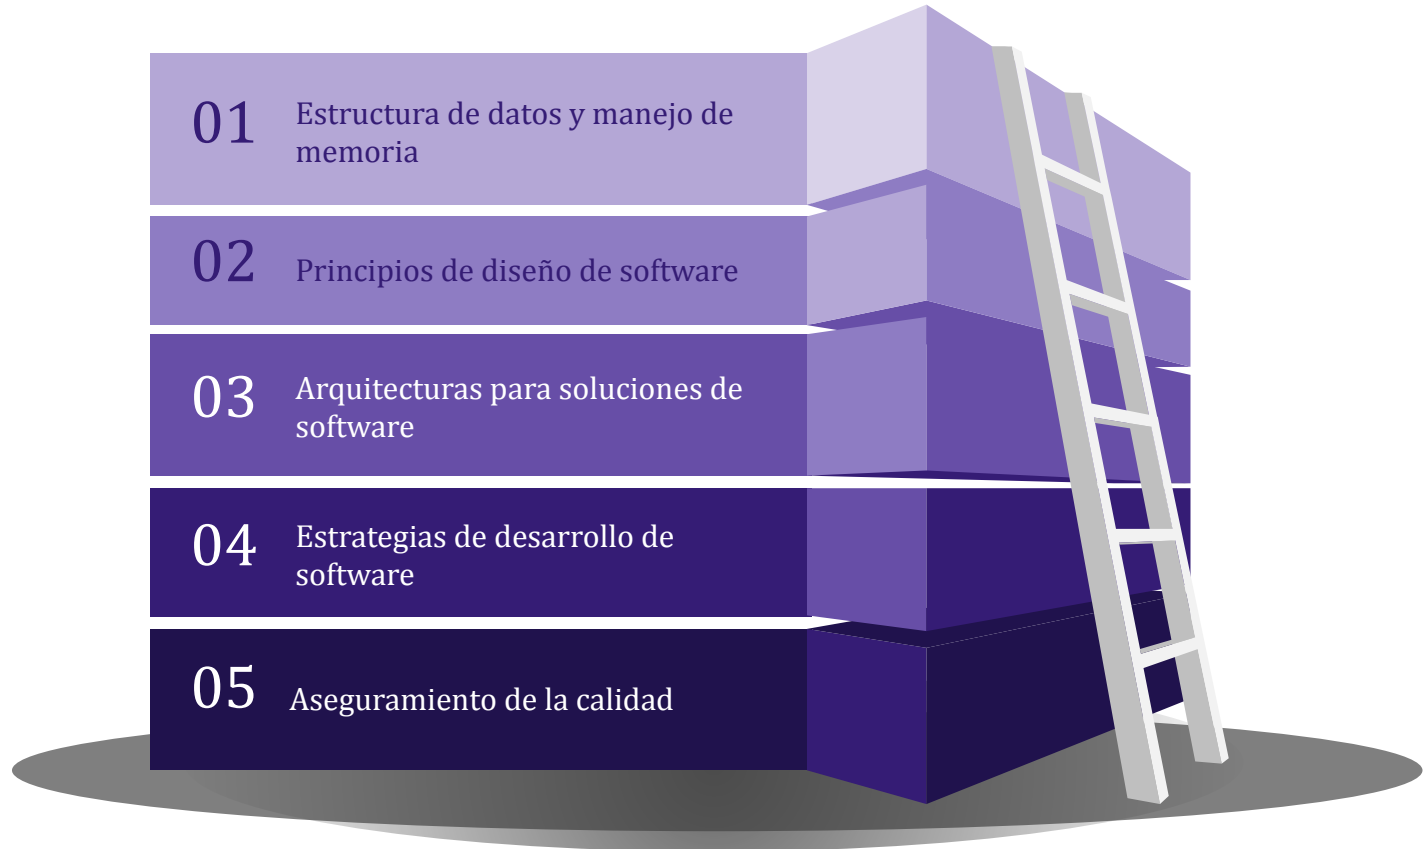 01
Estructura de datos y manejo de
memoria
02
Principios de diseño de software
03
Arquitecturas para soluciones de
software
04
Estrategias de desarrollo de
software
05
Aseguramiento de la calidad